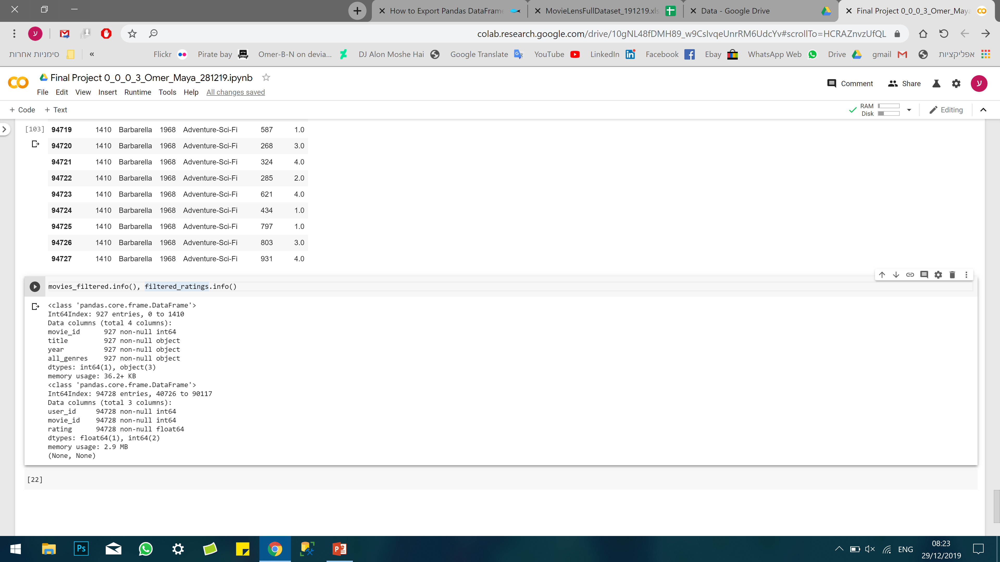 How to Export Pandas DataFrame
MovieLensFullDataset_191219.xls
Data - Google Drive
Final Project 0_0_0_3_Omer_Maya
ע
colab.research.google.com/drive/10gNL48fDMH89_w9CsIvqeUnrRM6UdcYv#scrollTo=HCRAZnvzUfQL
סימניות אחרות « Flickr Pirate bay Omer-B-N on devia... DJ Alon Moshe Hai Google Translate YouTube LinkedIn Facebook Ebay WhatsApp Web Drive gmail אפליקציות
Final Project 0_0_0_3_Omer_Maya_281219.ipynb
Comment Share ע
File Edit View Insert Runtime Tools Help All changes saved
+ Code + Text
RAM
Disk
Editing
[103] 94719 1410 Barbarella 1968 Adventure-Sci-Fi 587 1.0
94720 1410 Barbarella 1968 Adventure-Sci-Fi 268 3.0
94721 1410 Barbarella 1968 Adventure-Sci-Fi 324 4.0
94722 1410 Barbarella 1968 Adventure-Sci-Fi 285 2.0
94723 1410 Barbarella 1968 Adventure-Sci-Fi 621 4.0
94724 1410 Barbarella 1968 Adventure-Sci-Fi 434 1.0
94725 1410 Barbarella 1968 Adventure-Sci-Fi 797 1.0
94726 1410 Barbarella 1968 Adventure-Sci-Fi 803 3.0
94727 1410 Barbarella 1968 Adventure-Sci-Fi 931 4.0
movies_filtered.info(), filtered_ratings.info()
<class 'pandas.core.frame.DataFrame'>
Int64Index: 927 entries, 0 to 1410
Data columns (total 4 columns):
movie_id 927 non-null int64
title 927 non-null object
year 927 non-null object
all_genres 927 non-null object
dtypes: int64(1), object(3)
memory usage: 36.2+ KB
<class 'pandas.core.frame.DataFrame'>
Int64Index: 94728 entries, 40726 to 90117
Data columns (total 3 columns):
user_id 94728 non-null int64
movie_id 94728 non-null int64
rating 94728 non-null float64
dtypes: float64(1), int64(2)
memory usage: 2.9 MB
(None, None)
[22]
Ps
P
ENG
08:23
29/12/2019